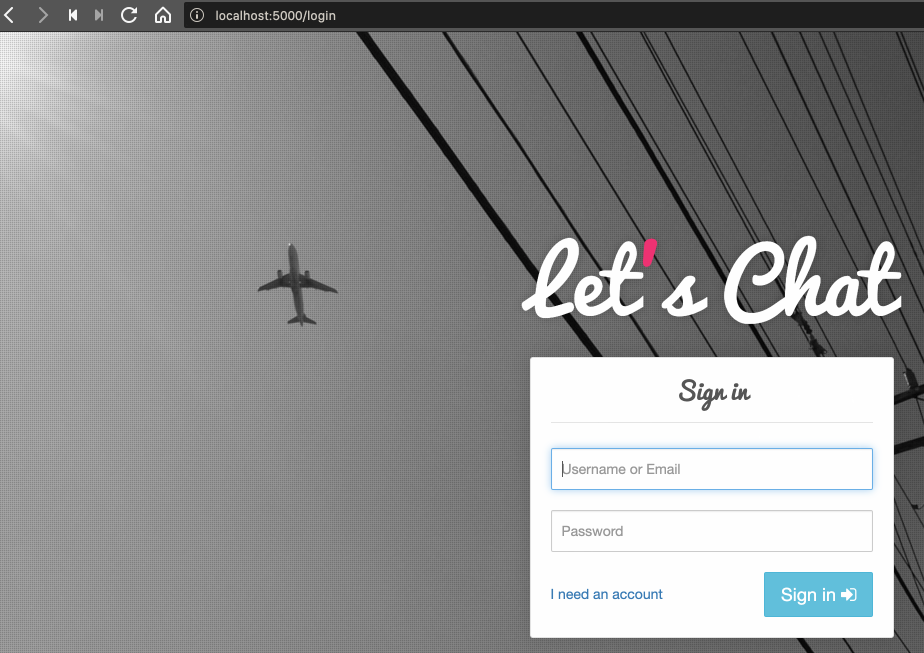 localhost:5000/login
Let's Chat
Sign in
Username or Email
Password
I need an account
Sign in